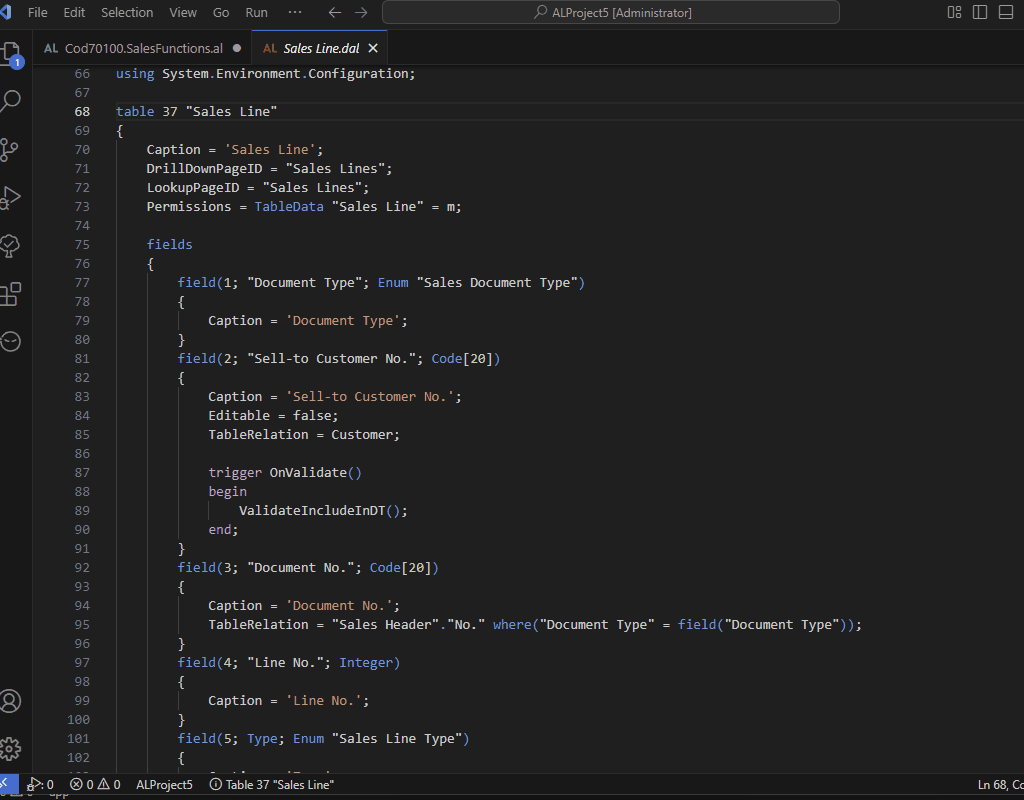 File Edit Selection View Go Run ··· ← → ALProject5 [Administrator]
AL Cod70100.SalesFunctions.al ● AL Sales Line.dal ×
1
66 using System.Environment.Configuration;
67
68 table 37 "Sales Line"
69 {
70 Caption = 'Sales Line';
71 DrillDownPageID = "Sales Lines";
72 LookupPageID = "Sales Lines";
73 Permissions = TableData "Sales Line" = m;
74
75 fields
76 {
77 field(1; "Document Type"; Enum "Sales Document Type")
78 {
79 Caption = 'Document Type';
80 }
81 field(2; "Sell-to Customer No."; Code[20])
82 {
83 Caption = 'Sell-to Customer No.';
84 Editable = false;
85 TableRelation = Customer;
86
87 trigger OnValidate()
88 begin
89 ValidateIncludeInDT();
90 end;
91 }
92 field(3; "Document No."; Code[20])
93 {
94 Caption = 'Document No.';
95 TableRelation = "Sales Header"."No." where("Document Type" = field("Document Type"));
96 }
97 field(4; "Line No."; Integer)
98 {
99 Caption = 'Line No.';
100 }
101 field(5; Type; Enum "Sales Line Type")
102 {
0 0 0 ALProject5 Table 37 "Sales Line" Ln 68, Co